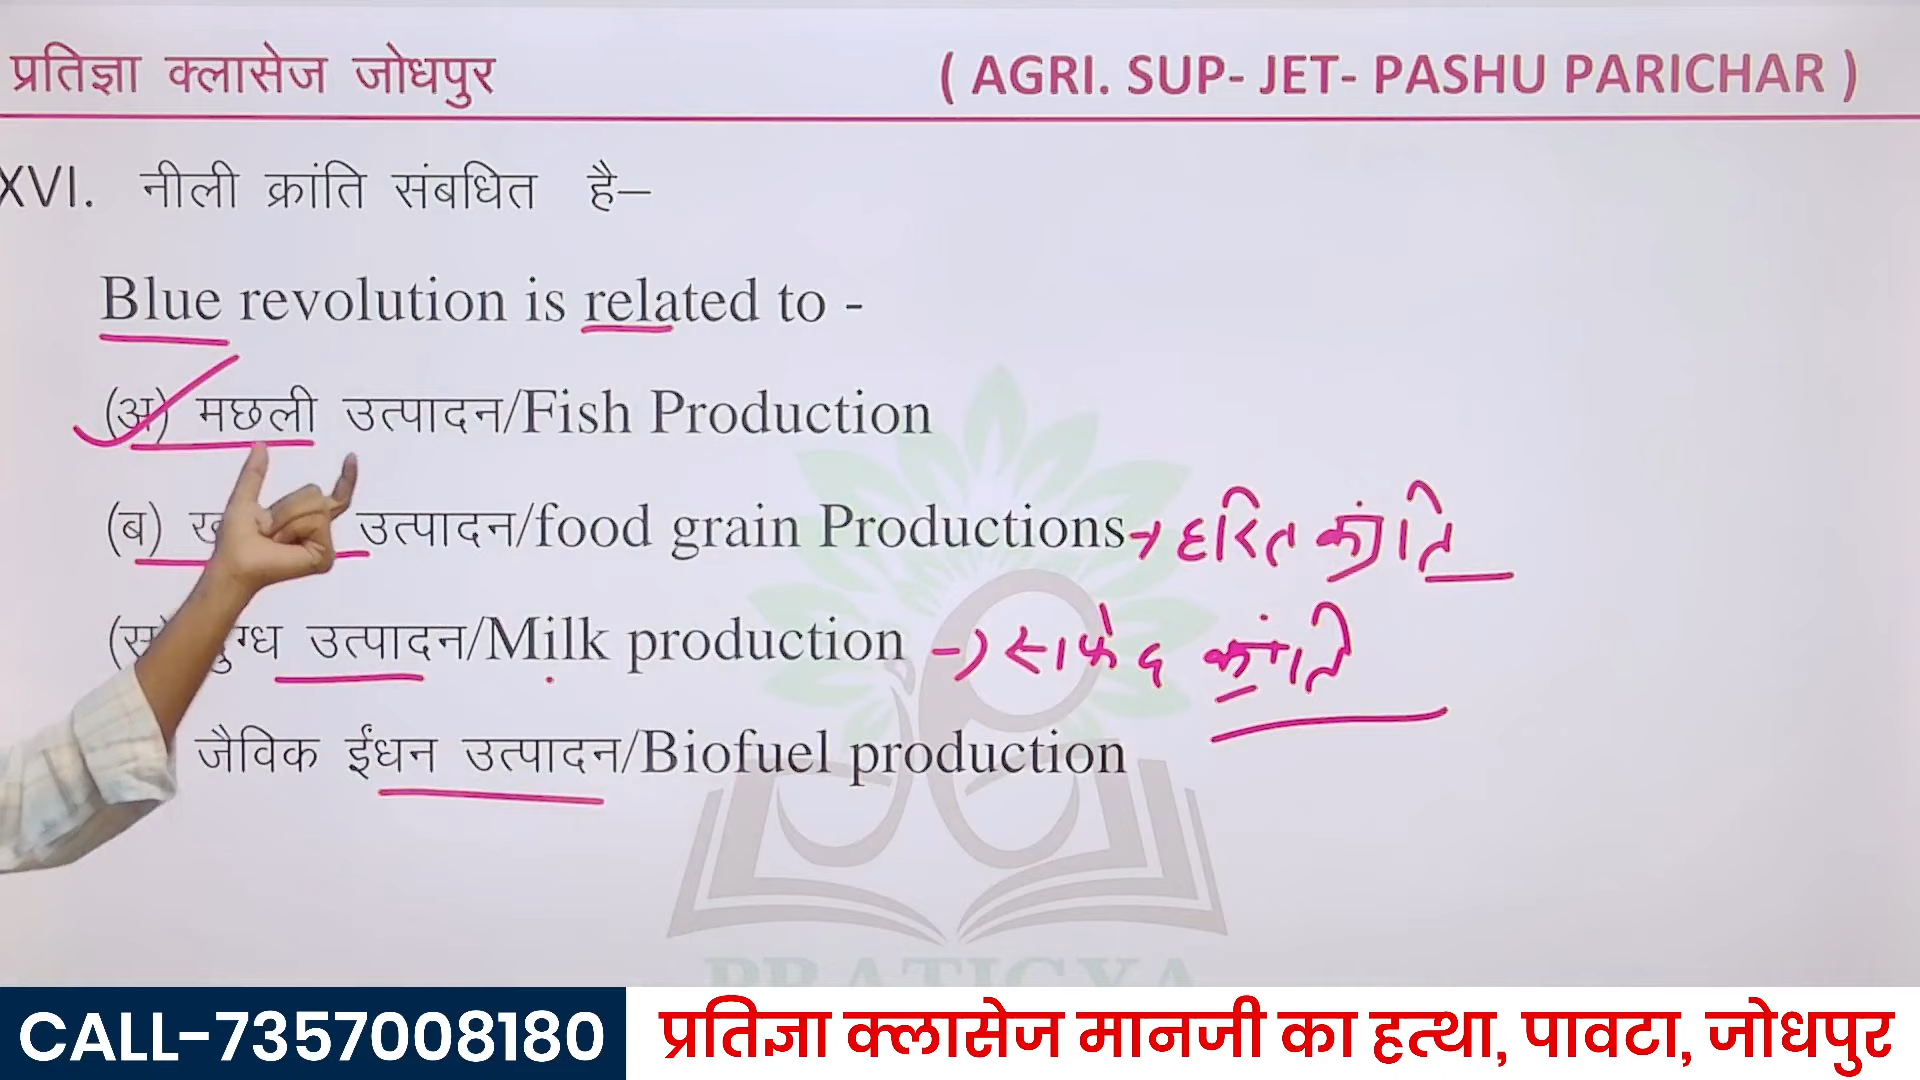 प्रतिज्ञा क्लासेज जोधपुर ( AGRI. SUP- JET- PASHU PARICHAR )
XVI. नीली क्रांति संबधित है–
Blue revolution is related to -
(अ) मछली उत्पादन/Fish Production
(ब) उत्पादन/food grain Productions→ हरित क्रांति
(स) उत्पादन/Milk production → सफेद क्रांति
जैविक ईंधन उत्पादन/Biofuel production
PRATIGYA
CALL-7357008180 प्रतिज्ञा क्लासेज मानजी का हत्था, पावटा, जोधपुर